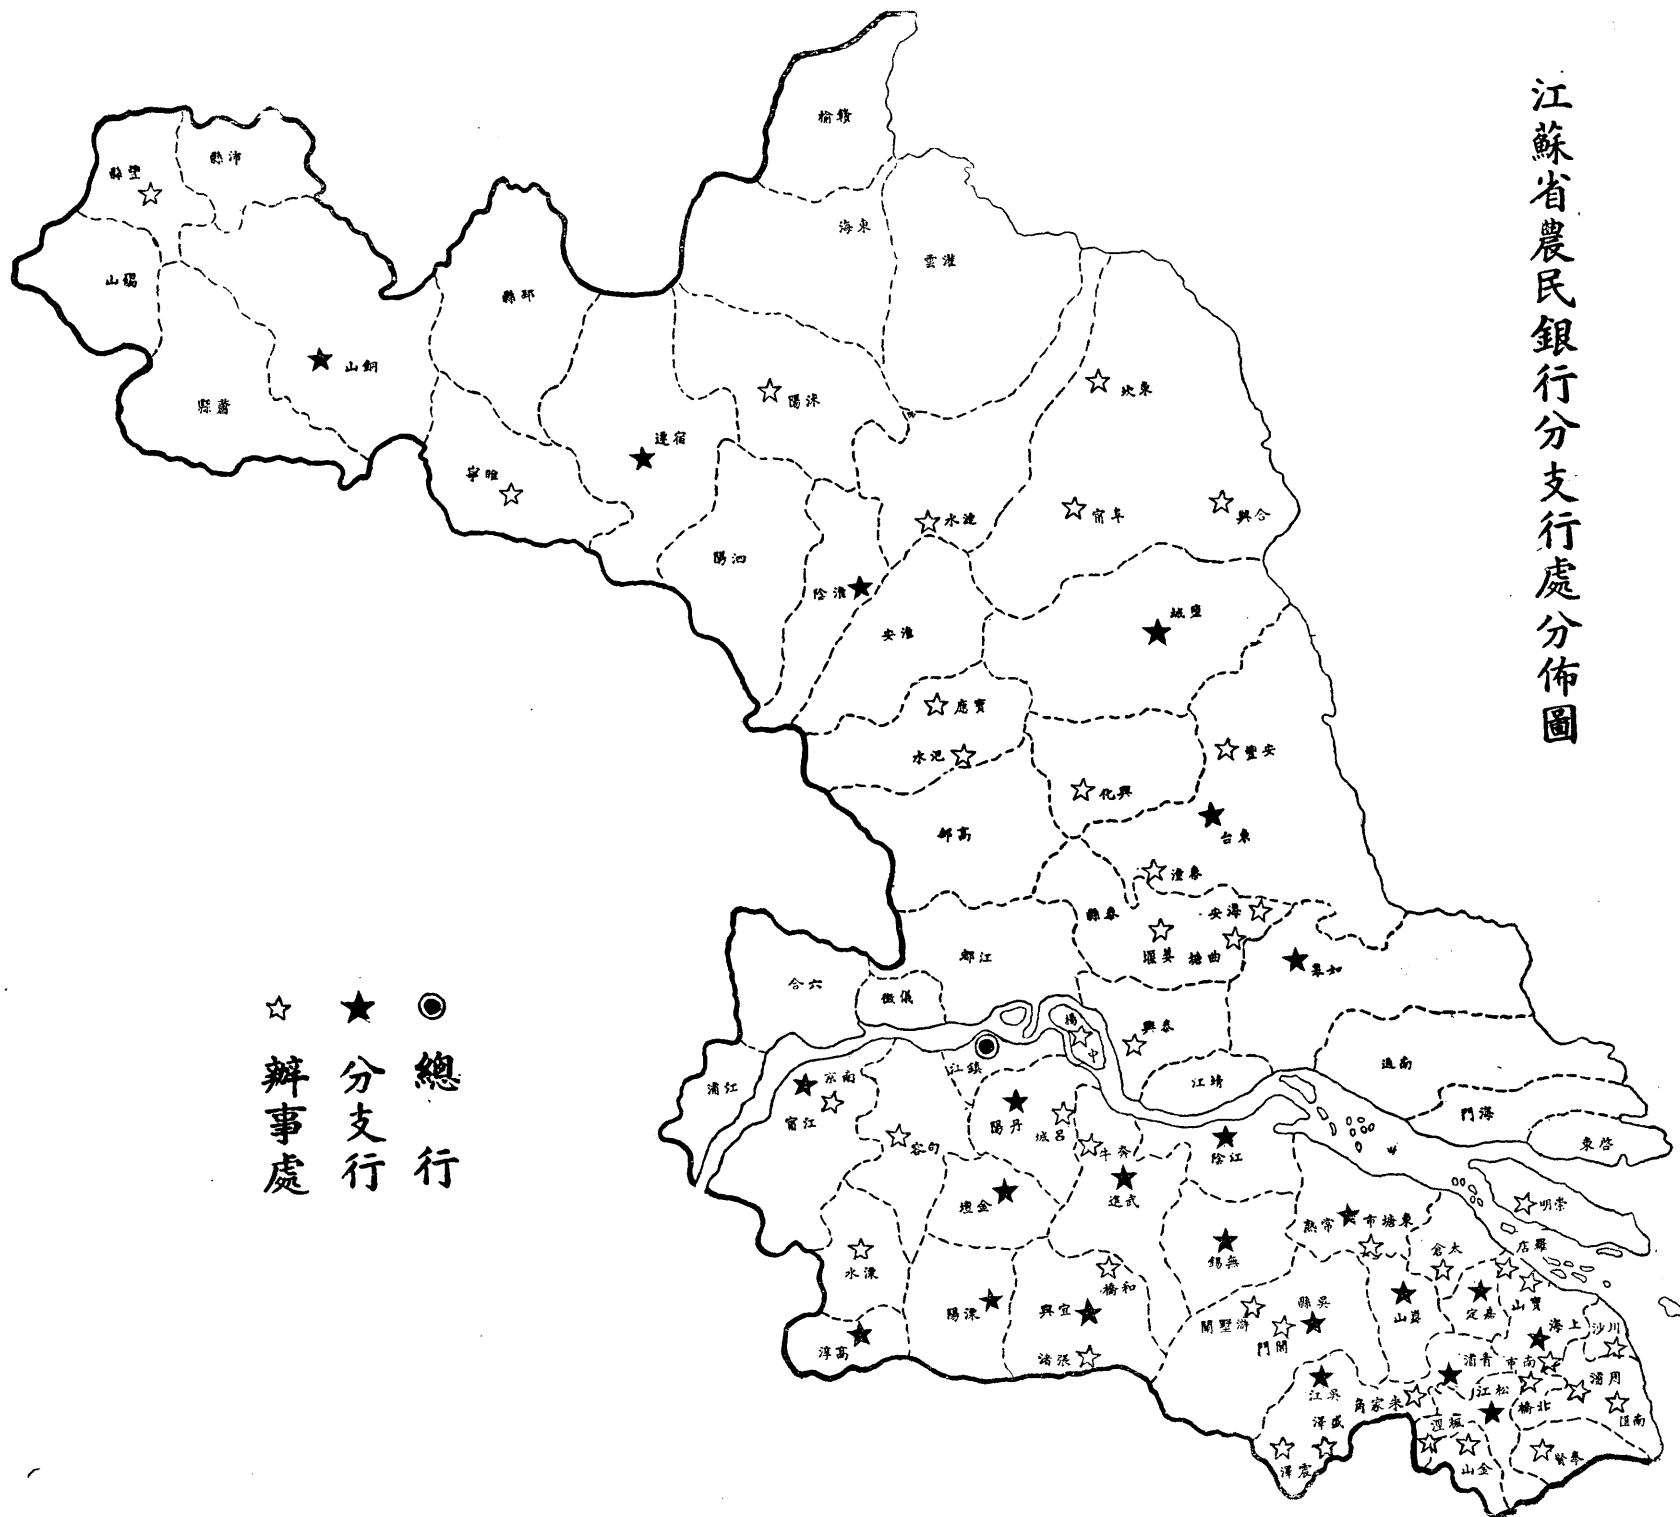 江蘇省農民銀行分支行處分佈圖
總行
分支行
辦事處
贛榆
沛縣
豐縣
東海
灌雲
碭山
邳縣
銅山
蕭縣
沭陽
東坎
宿遷
睢寧
漣水
阜甯
合興
泗陽
淮陰
淮安
鹽城
寶應
氾水
安豐
興化
高郵
東台
秦潼
泰縣
海安
姜堰
曲塘
如皋
江都
六合
儀徵
揚中
泰興
鎮江
靖江
南通
海門
啓東
江浦
南京
江甯
丹陽
呂城
句容
奔牛
江陰
武進
金壇
崇明
常熟
東塘市
無錫
太倉
羅店
溧水
和橋
溧陽
宜興
滸墅關
吳縣
閶門
崑山
嘉定
寶山
上海
川沙
高淳
張渚
青浦
南市
周浦
吳江
朱家角
松江
北橋
南匯
盛澤
楓涇
震澤
金山
奉賢